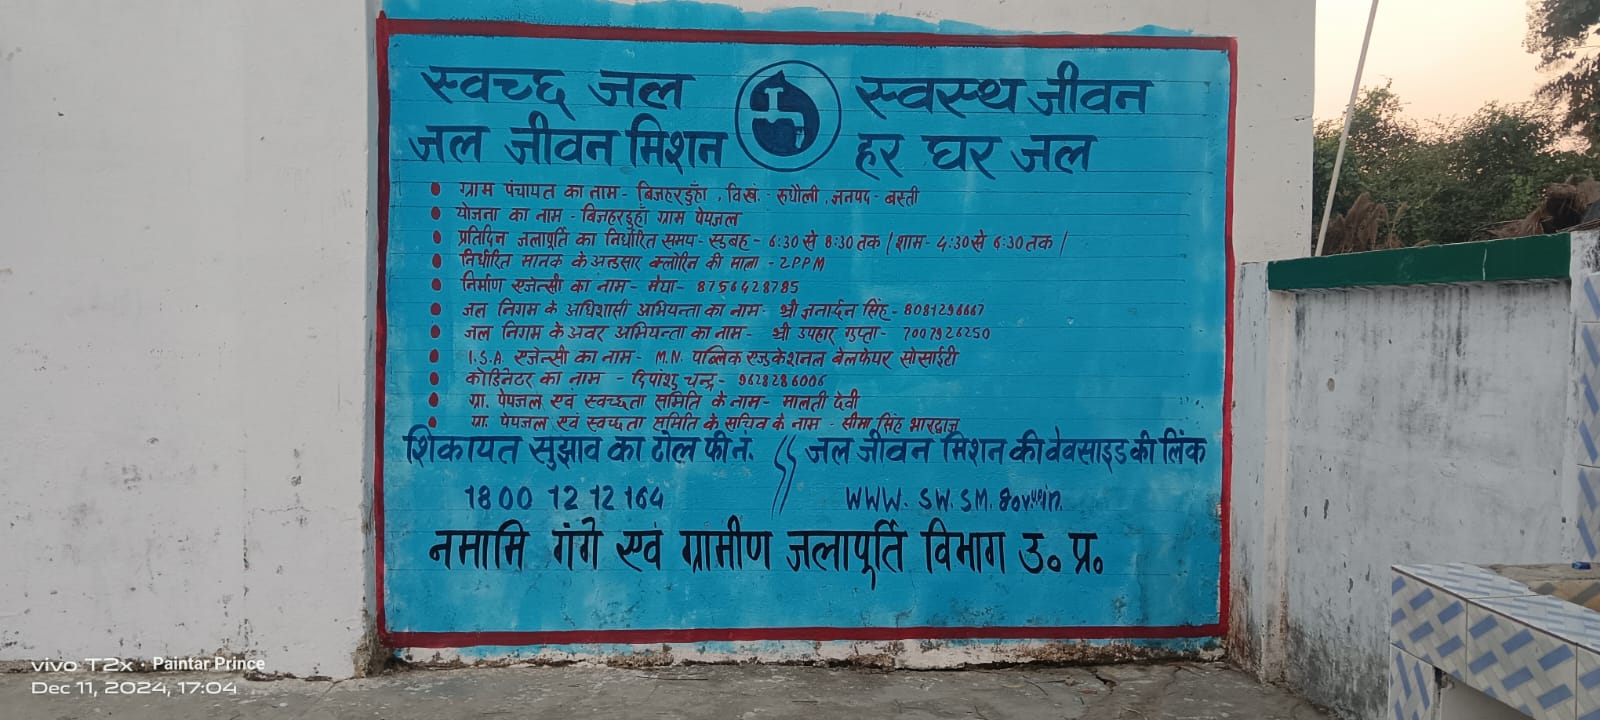 स्वच्छ जल स्वस्थ जीवन
जल जीवन मिशन हर घर जल
ग्राम पंचायत का नाम - बिजहरडुँहाँ , वि.खं. - रुधौली , जनपद - बस्ती
योजना का नाम - बिजहरडुहाँ ग्राम पेयजल
प्रतिदिन जलापूर्ति का निर्धारित समय - सुबह - 6:30 से 8:30 तक / शाम - 4:30 से 6:30 तक /
निर्धारित मानक के अनुसार क्लोरिन की मात्रा - 2PPM
निर्माण एजेन्सी का नाम - मेघा - 8756428785
जल निगम के अधिशासी अभियन्ता का नाम - श्री जनार्दन सिंह - 8081296667
जल निगम के अवर अभियन्ता का नाम - श्री उपहार गुप्ता - 7007926250
I.S.A. एजेन्सी का नाम - M.N. पब्लिक एजुकेशनल वेलफेयर सोसाईटी
कोर्डिनेटर का नाम - दिपांशु चन्द्र - 9628286006
ग्रा. पेयजल एवं स्वच्छता समिति के नाम - मालती देवी
ग्रा. पेयजल एवं स्वच्छता समिति के सचिव के नाम - सीमा सिंह भारद्वाज
शिकायत सुझाव का टोल फ्री नं. जल जीवन मिशन की वेवसाइड की लिंक
1800 12 12 164 WWW. SW. SM.
नमामि गंगे एवं ग्रामीण जलापूर्ति विभाग उ० प्र०
vivo T2x · Paintar Prince
Dec 11, 2024, 17:04